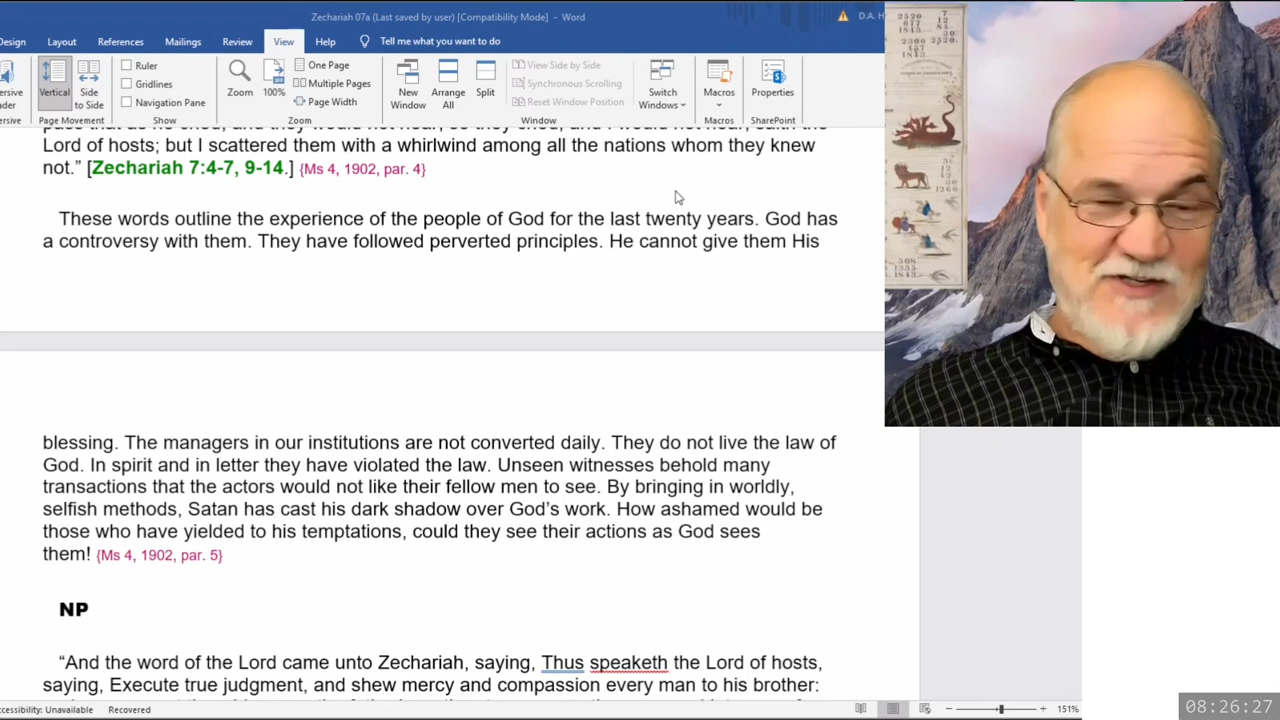 Zechariah 07a (Last saved by user) [Compatibility Mode] - Word
D.A. H
Design Layout References Mailings Review View Help Tell me what you want to do
Vertical
Side to Side
Page Movement
Ruler
Gridlines
Navigation Pane
Show
Zoom
100%
One Page
Multiple Pages
Page Width
Zoom
New Window
Arrange All
Split
View Side by Side
Synchronous Scrolling
Reset Window Position
Switch Windows
Window
Macros
Macros
Properties
SharePoint
Lord of hosts; but I scattered them with a whirlwind among all the nations whom they knew
not.” [Zechariah 7:4-7, 9-14.] {Ms 4, 1902, par. 4}
These words outline the experience of the people of God for the last twenty years. God has
a controversy with them. They have followed perverted principles. He cannot give them His
blessing. The managers in our institutions are not converted daily. They do not live the law of
God. In spirit and in letter they have violated the law. Unseen witnesses behold many
transactions that the actors would not like their fellow men to see. By bringing in worldly,
selfish methods, Satan has cast his dark shadow over God’s work. How ashamed would be
those who have yielded to his temptations, could they see their actions as God sees
them! {Ms 4, 1902, par. 5}
NP
“And the word of the Lord came unto Zechariah, saying, Thus speaketh the Lord of hosts,
saying, Execute true judgment, and shew mercy and compassion every man to his brother:
Accessibility: Unavailable Recovered
151%
08:26:27
2520
677
1843